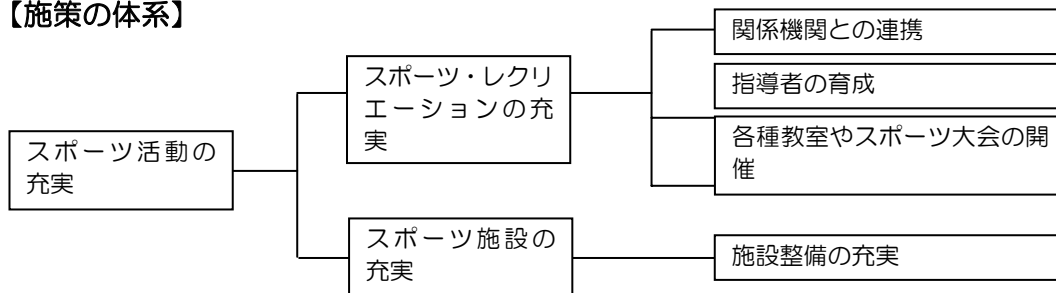 【施策の体系】
関係機関との連携
スポーツ・レクリ
エーションの充
実
指導者の育成
各種教室やスポーツ大会の開
催
スポーツ活動の
充実
スポーツ施設の
充実
施設整備の充実